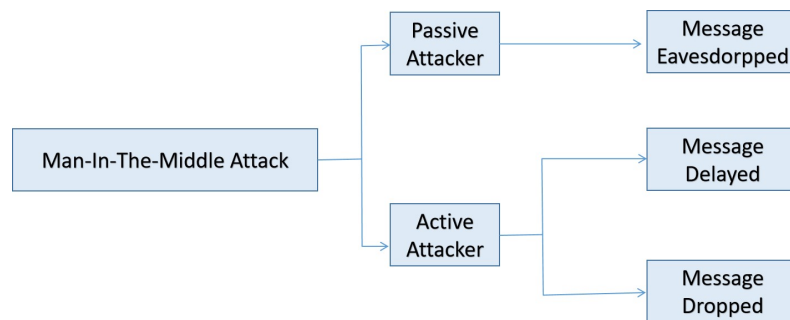 Passive
Attacker
Message
Eavesdorpped
Man-In-The-Middle Attack
Message
Delayed
Active
Attacker
Message
Dropped